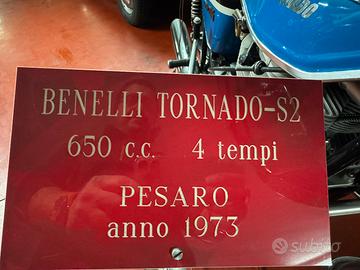 BENELLI TORNADO-S2
650 c.c. 4 tempi
PESARO
anno 1973
subito